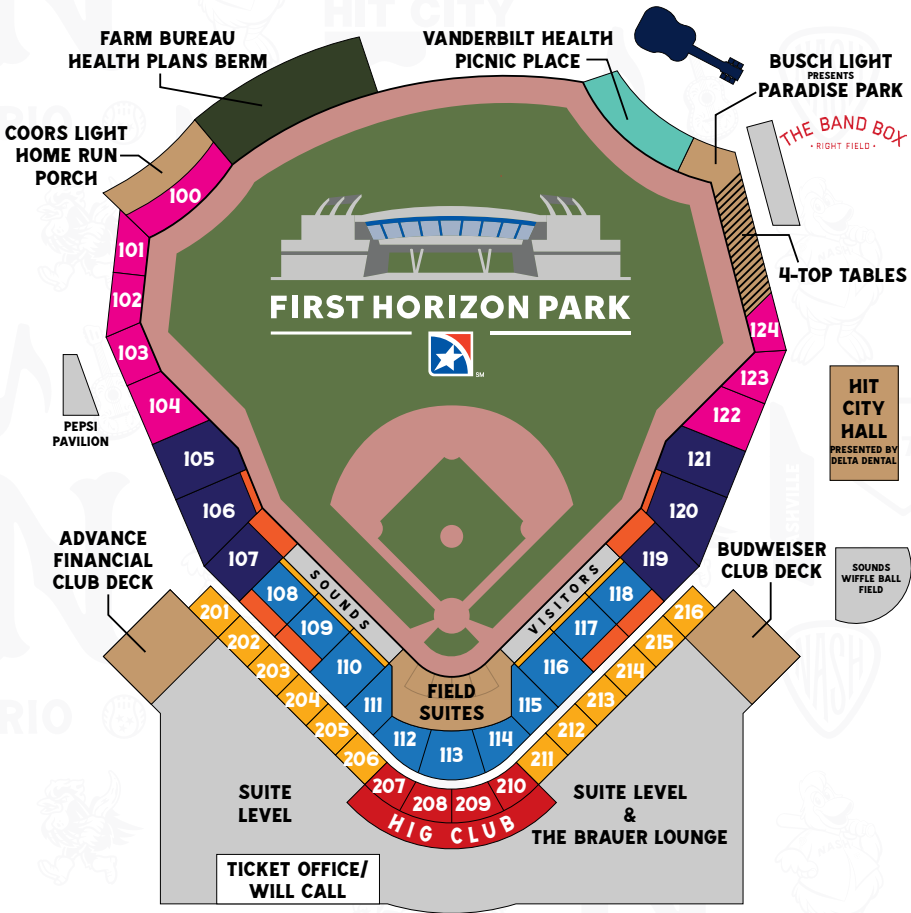 HIT CITY
FARM BUREAU
HEALTH PLANS BERM
VANDERBILT HEALTH
PICNIC PLACE
BUSCH LIGHT
PRESENTS
PARADISE PARK
THE BAND BOX
• RIGHT FIELD •
COORS LIGHT
HOME RUN
PORCH
4-TOP TABLES
100
101
102
103
104
105
106
107
FIRST HORIZON PARK
SM
124
123
122
121
120
119
PEPSI
PAVILION
HIT
CITY
HALL
PRESENTED BY
DELTA DENTAL
ADVANCE
FINANCIAL
CLUB DECK
BUDWEISER
CLUB DECK
SOUNDS
WIFFLE BALL
FIELD
SOUNDS
VISITORS
108
109
110
111
112
113
114
115
116
117
118
FIELD
SUITES
201
202
203
204
205
206
207
208
209
210
211
212
213
214
215
216
HIG CLUB
SUITE
LEVEL
SUITE LEVEL
&
THE BRAUER LOUNGE
TICKET OFFICE/
WILL CALL
NASH
RIO